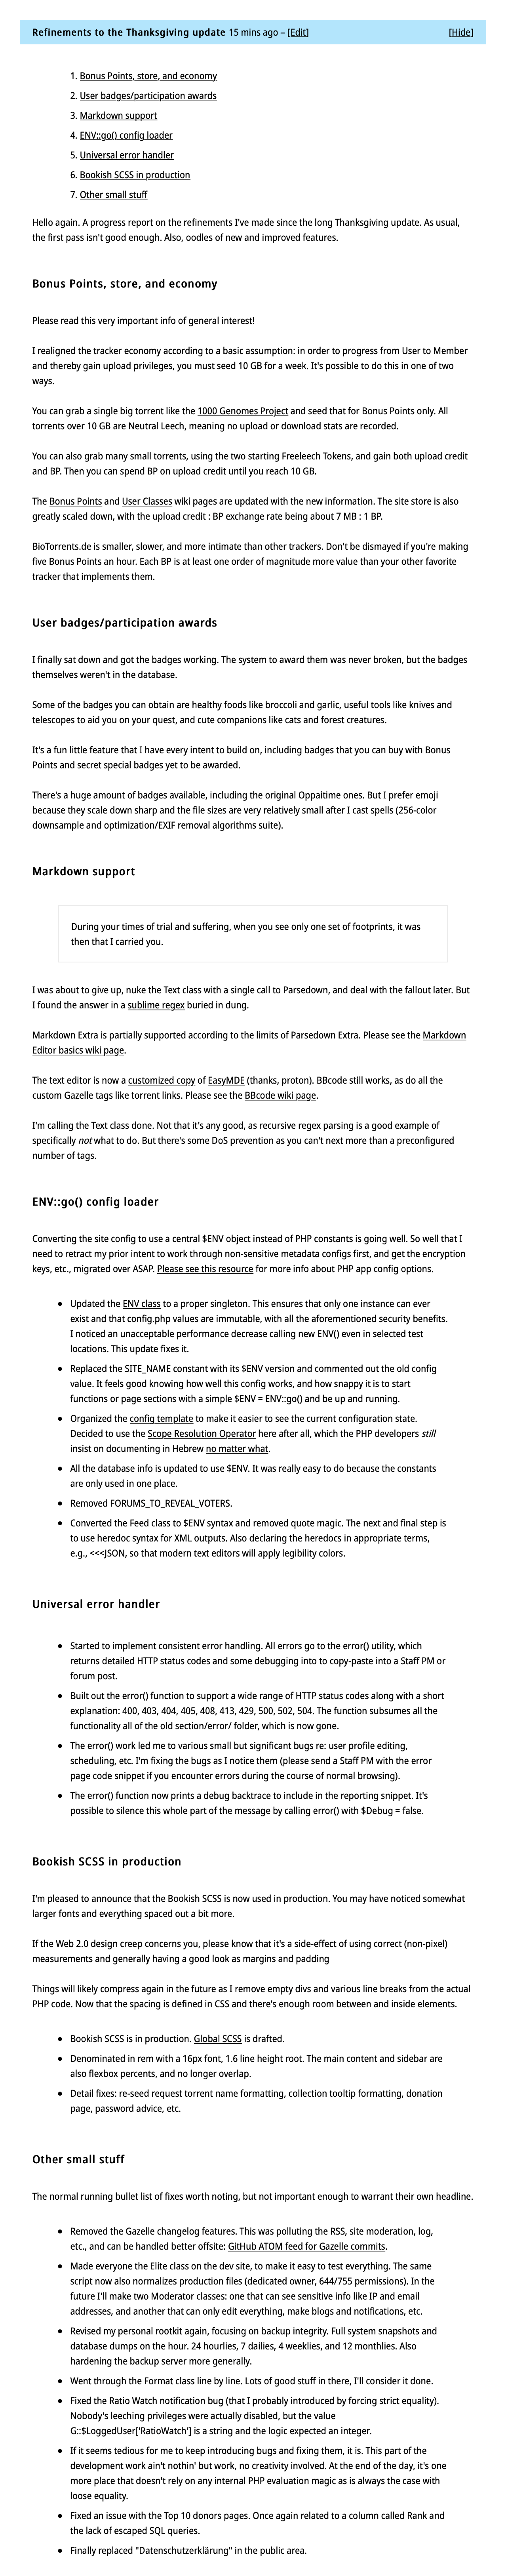 Refinements to the Thanksgiving update 15 mins ago – [Edit] [Hide]
1. Bonus Points, store, and economy
2. User badges/participation awards
3. Markdown support
4. ENV::go() config loader
5. Universal error handler
6. Bookish SCSS in production
7. Other small stuff
Hello again. A progress report on the refinements I've made since the long Thanksgiving update. As usual,
the first pass isn't good enough. Also, oodles of new and improved features.
Bonus Points, store, and economy
Please read this very important info of general interest!
I realigned the tracker economy according to a basic assumption: in order to progress from User to Member
and thereby gain upload privileges, you must seed 10 GB for a week. It's possible to do this in one of two
ways.
You can grab a single big torrent like the 1000 Genomes Project and seed that for Bonus Points only. All
torrents over 10 GB are Neutral Leech, meaning no upload or download stats are recorded.
You can also grab many small torrents, using the two starting Freeleech Tokens, and gain both upload credit
and BP. Then you can spend BP on upload credit until you reach 10 GB.
The Bonus Points and User Classes wiki pages are updated with the new information. The site store is also
greatly scaled down, with the upload credit : BP exchange rate being about 7 MB : 1 BP.
BioTorrents.de is smaller, slower, and more intimate than other trackers. Don't be dismayed if you're making
five Bonus Points an hour. Each BP is at least one order of magnitude more value than your other favorite
tracker that implements them.
User badges/participation awards
I finally sat down and got the badges working. The system to award them was never broken, but the badges
themselves weren't in the database.
Some of the badges you can obtain are healthy foods like broccoli and garlic, useful tools like knives and
telescopes to aid you on your quest, and cute companions like cats and forest creatures.
It's a fun little feature that I have every intent to build on, including badges that you can buy with Bonus
Points and secret special badges yet to be awarded.
There's a huge amount of badges available, including the original Oppaitime ones. But I prefer emoji
because they scale down sharp and the file sizes are very relatively small after I cast spells (256-color
downsample and optimization/EXIF removal algorithms suite).
Markdown support
During your times of trial and suffering, when you see only one set of footprints, it was
then that I carried you.
I was about to give up, nuke the Text class with a single call to Parsedown, and deal with the fallout later. But
I found the answer in a sublime regex buried in dung.
Markdown Extra is partially supported according to the limits of Parsedown Extra. Please see the Markdown
Editor basics wiki page.
The text editor is now a customized copy of EasyMDE (thanks, proton). BBcode still works, as do all the
custom Gazelle tags like torrent links. Please see the BBcode wiki page.
I'm calling the Text class done. Not that it's any good, as recursive regex parsing is a good example of
specifically not what to do. But there's some DoS prevention as you can't next more than a preconfigured
number of tags.
ENV::go() config loader
Converting the site config to use a central $ENV object instead of PHP constants is going well. So well that I
need to retract my prior intent to work through non-sensitive metadata configs first, and get the encryption
keys, etc., migrated over ASAP. Please see this resource for more info about PHP app config options.
• Updated the ENV class to a proper singleton. This ensures that only one instance can ever
exist and that config.php values are immutable, with all the aforementioned security benefits.
I noticed an unacceptable performance decrease calling new ENV() even in selected test
locations. This update fixes it.
• Replaced the SITE_NAME constant with its $ENV version and commented out the old config
value. It feels good knowing how well this config works, and how snappy it is to start
functions or page sections with a simple $ENV = ENV::go() and be up and running.
• Organized the config template to make it easier to see the current configuration state.
Decided to use the Scope Resolution Operator here after all, which the PHP developers still
insist on documenting in Hebrew no matter what.
• All the database info is updated to use $ENV. It was really easy to do because the constants
are only used in one place.
• Removed FORUMS_TO_REVEAL_VOTERS.
• Converted the Feed class to $ENV syntax and removed quote magic. The next and final step is
to use heredoc syntax for XML outputs. Also declaring the heredocs in appropriate terms,
e.g., <<<JSON, so that modern text editors will apply legibility colors.
Universal error handler
• Started to implement consistent error handling. All errors go to the error() utility, which
returns detailed HTTP status codes and some debugging into to copy-paste into a Staff PM or
forum post.
• Built out the error() function to support a wide range of HTTP status codes along with a short
explanation: 400, 403, 404, 405, 408, 413, 429, 500, 502, 504. The function subsumes all the
functionality all of the old section/error/ folder, which is now gone.
• The error() work led me to various small but significant bugs re: user profile editing,
scheduling, etc. I'm fixing the bugs as I notice them (please send a Staff PM with the error
page code snippet if you encounter errors during the course of normal browsing).
• The error() function now prints a debug backtrace to include in the reporting snippet. It's
possible to silence this whole part of the message by calling error() with $Debug = false.
Bookish SCSS in production
I'm pleased to announce that the Bookish SCSS is now used in production. You may have noticed somewhat
larger fonts and everything spaced out a bit more.
If the Web 2.0 design creep concerns you, please know that it's a side-effect of using correct (non-pixel)
measurements and generally having a good look as margins and padding
Things will likely compress again in the future as I remove empty divs and various line breaks from the actual
PHP code. Now that the spacing is defined in CSS and there's enough room between and inside elements.
• Bookish SCSS is in production. Global SCSS is drafted.
• Denominated in rem with a 16px font, 1.6 line height root. The main content and sidebar are
also flexbox percents, and no longer overlap.
• Detail fixes: re-seed request torrent name formatting, collection tooltip formatting, donation
page, password advice, etc.
Other small stuff
The normal running bullet list of fixes worth noting, but not important enough to warrant their own headline.
• Removed the Gazelle changelog features. This was polluting the RSS, site moderation, log,
etc., and can be handled better offsite: GitHub ATOM feed for Gazelle commits.
• Made everyone the Elite class on the dev site, to make it easy to test everything. The same
script now also normalizes production files (dedicated owner, 644/755 permissions). In the
future I'll make two Moderator classes: one that can see sensitive info like IP and email
addresses, and another that can only edit everything, make blogs and notifications, etc.
• Revised my personal rootkit again, focusing on backup integrity. Full system snapshots and
database dumps on the hour. 24 hourlies, 7 dailies, 4 weeklies, and 12 monthlies. Also
hardening the backup server more generally.
• Went through the Format class line by line. Lots of good stuff in there, I'll consider it done.
• Fixed the Ratio Watch notification bug (that I probably introduced by forcing strict equality).
Nobody's leeching privileges were actually disabled, but the value
G::$LoggedUser['RatioWatch'] is a string and the logic expected an integer.
• If it seems tedious for me to keep introducing bugs and fixing them, it is. This part of the
development work ain't nothin' but work, no creativity involved. At the end of the day, it's one
more place that doesn't rely on any internal PHP evaluation magic as is always the case with
loose equality.
• Fixed an issue with the Top 10 donors pages. Once again related to a column called Rank and
the lack of escaped SQL queries.
• Finally replaced "Datenschutzerklärung" in the public area.